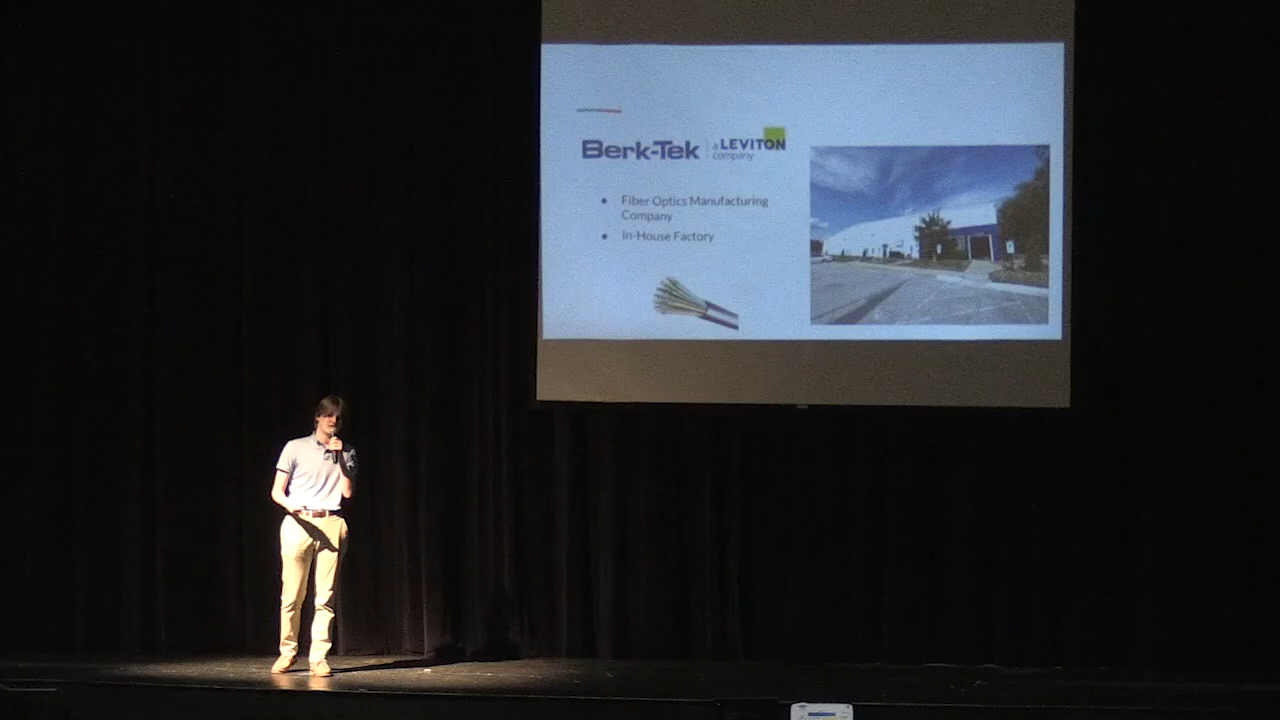 Berk-Tek | a LEVITON
company
● Fiber Optics Manufacturing
Company
● In-House Factory